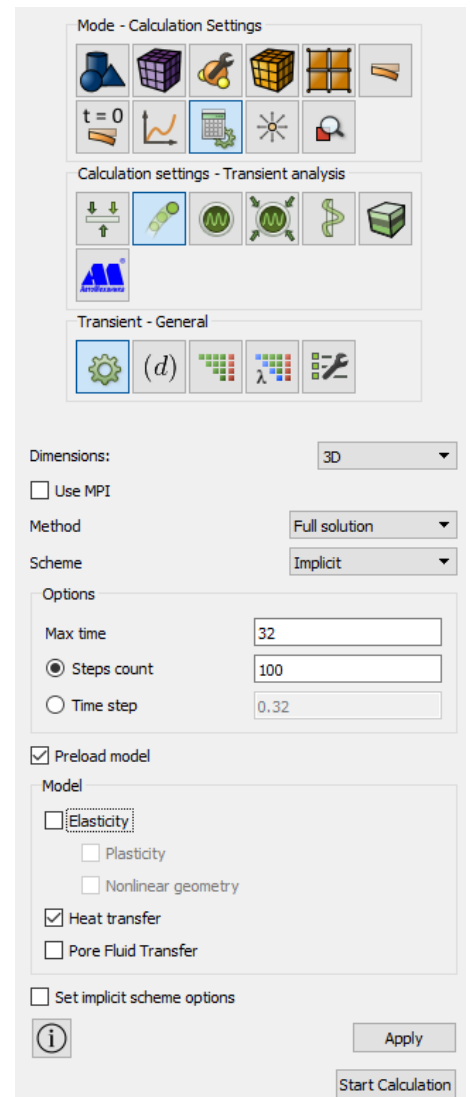 Mode - Calculation Settings
t = 0
Calculation settings - Transient analysis
Transient - General
(d)
λ
Dimensions: 3D
Use MPI
Method Full solution
Scheme Implicit
Options
Max time 32
Steps count 100
Time step 0.32
Preload model
Model
Elasticity
Plasticity
Nonlinear geometry
Heat transfer
Pore Fluid Transfer
Set implicit scheme options
i Apply
Start Calculation